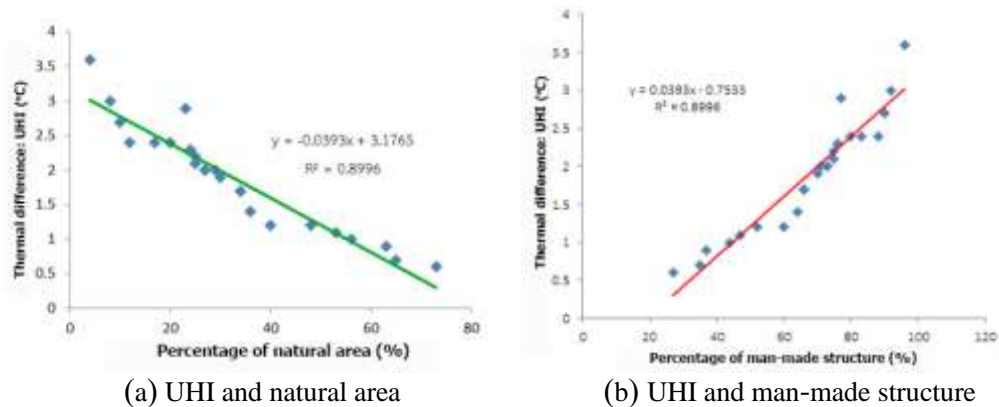 4
3.5
3
2.5
2
1.5
1
0.5
0
Thermal difference: UHI (°C)
y = -0.0393x + 3.1765
R² = 0.8996
0 20 40 60 80
Percentage of natural area (%)
(a) UHI and natural area
4
3.5
3
2.5
2
1.5
1
0.5
0
Thermal difference: UHI (°C)
y = 0.0393x - 0.7533
R² = 0.8996
0 20 40 60 80 100 120
Percentage of man-made structure (%)
(b) UHI and man-made structure